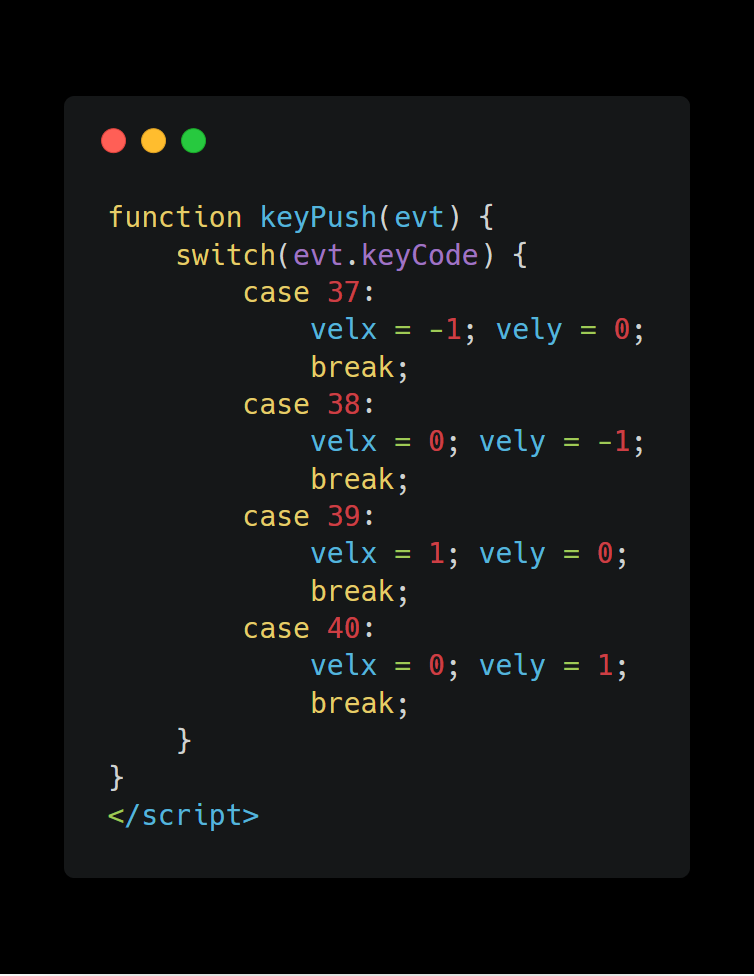 function keyPush(evt) {
    switch(evt.keyCode) {
        case 37:
            velx = -1; vely = 0;
            break;
        case 38:
            velx = 0; vely = -1;
            break;
        case 39:
            velx = 1; vely = 0;
            break;
        case 40:
            velx = 0; vely = 1;
            break;
    }
}
</script>